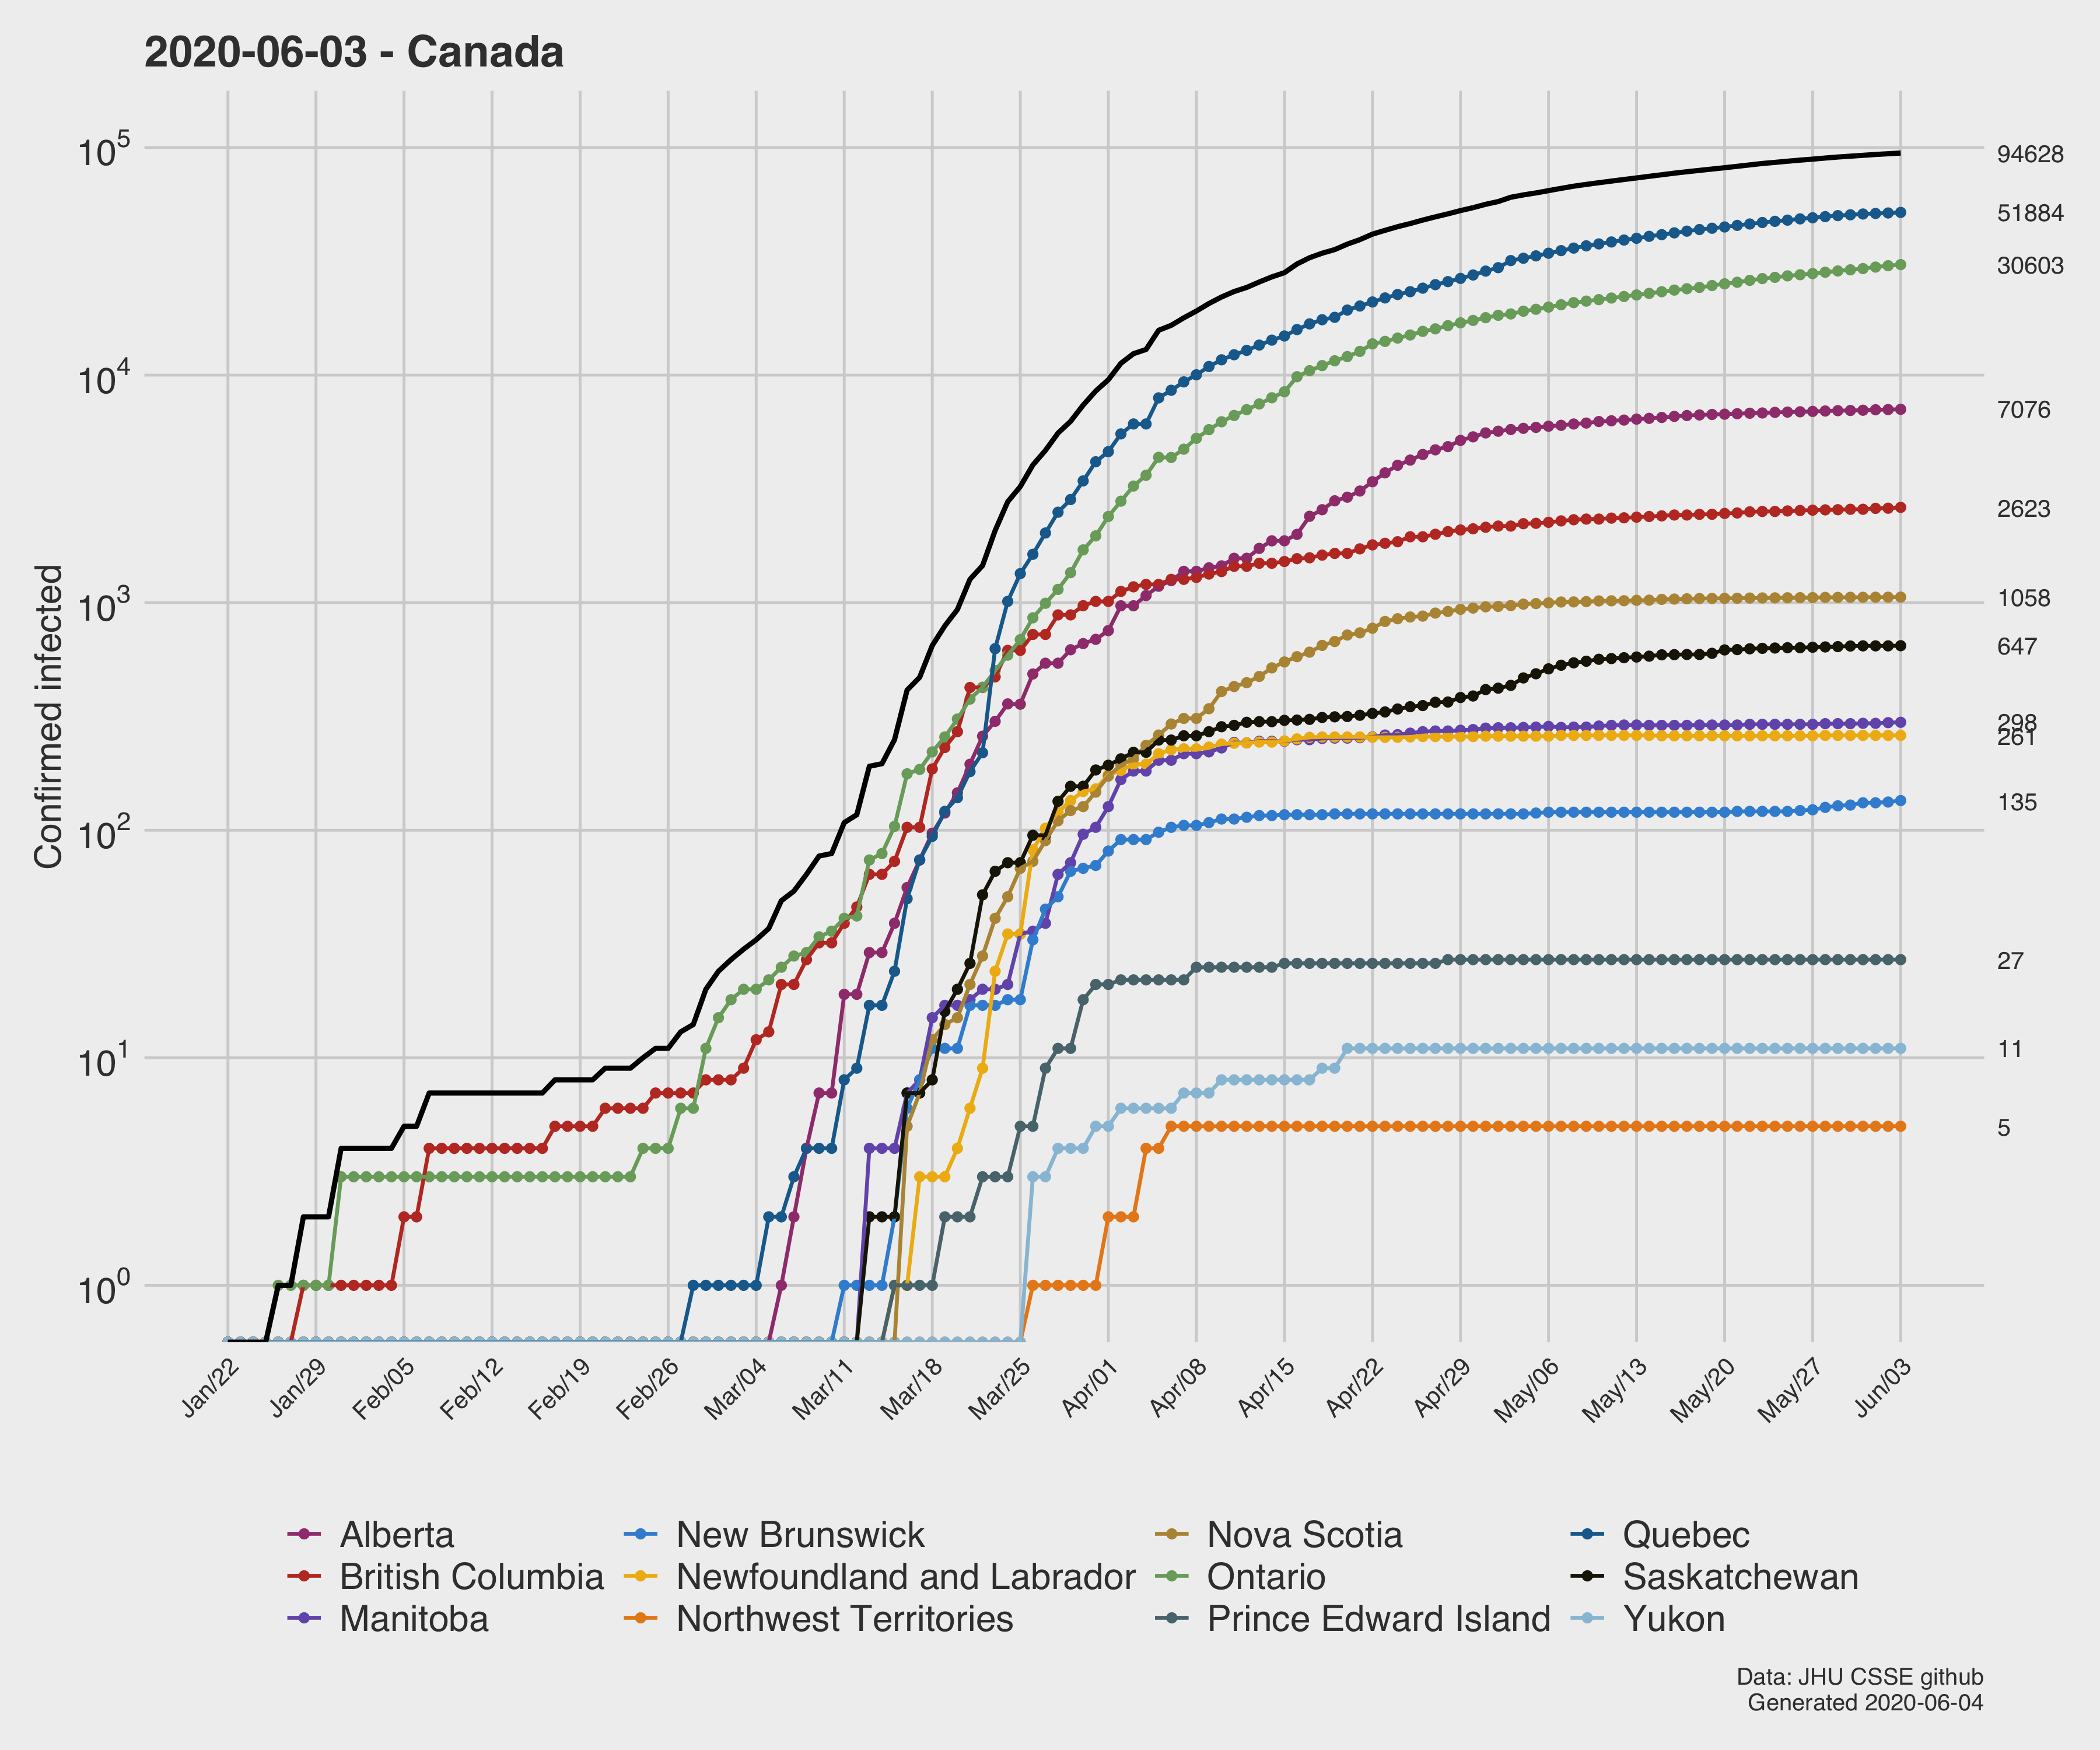 2020-06-03 - Canada
Confirmed infected
10^5
10^4
10^3
10^2
10^1
10^0
94628
51884
30603
7076
2623
1058
647
298
261
135
27
11
5
Jan/22
Jan/29
Feb/05
Feb/12
Feb/19
Feb/26
Mar/04
Mar/11
Mar/18
Mar/25
Apr/01
Apr/08
Apr/15
Apr/22
Apr/29
May/06
May/13
May/20
May/27
Jun/03
Alberta
New Brunswick
Nova Scotia
Quebec
British Columbia
Newfoundland and Labrador
Ontario
Saskatchewan
Manitoba
Northwest Territories
Prince Edward Island
Yukon
Data: JHU CSSE github
Generated 2020-06-04